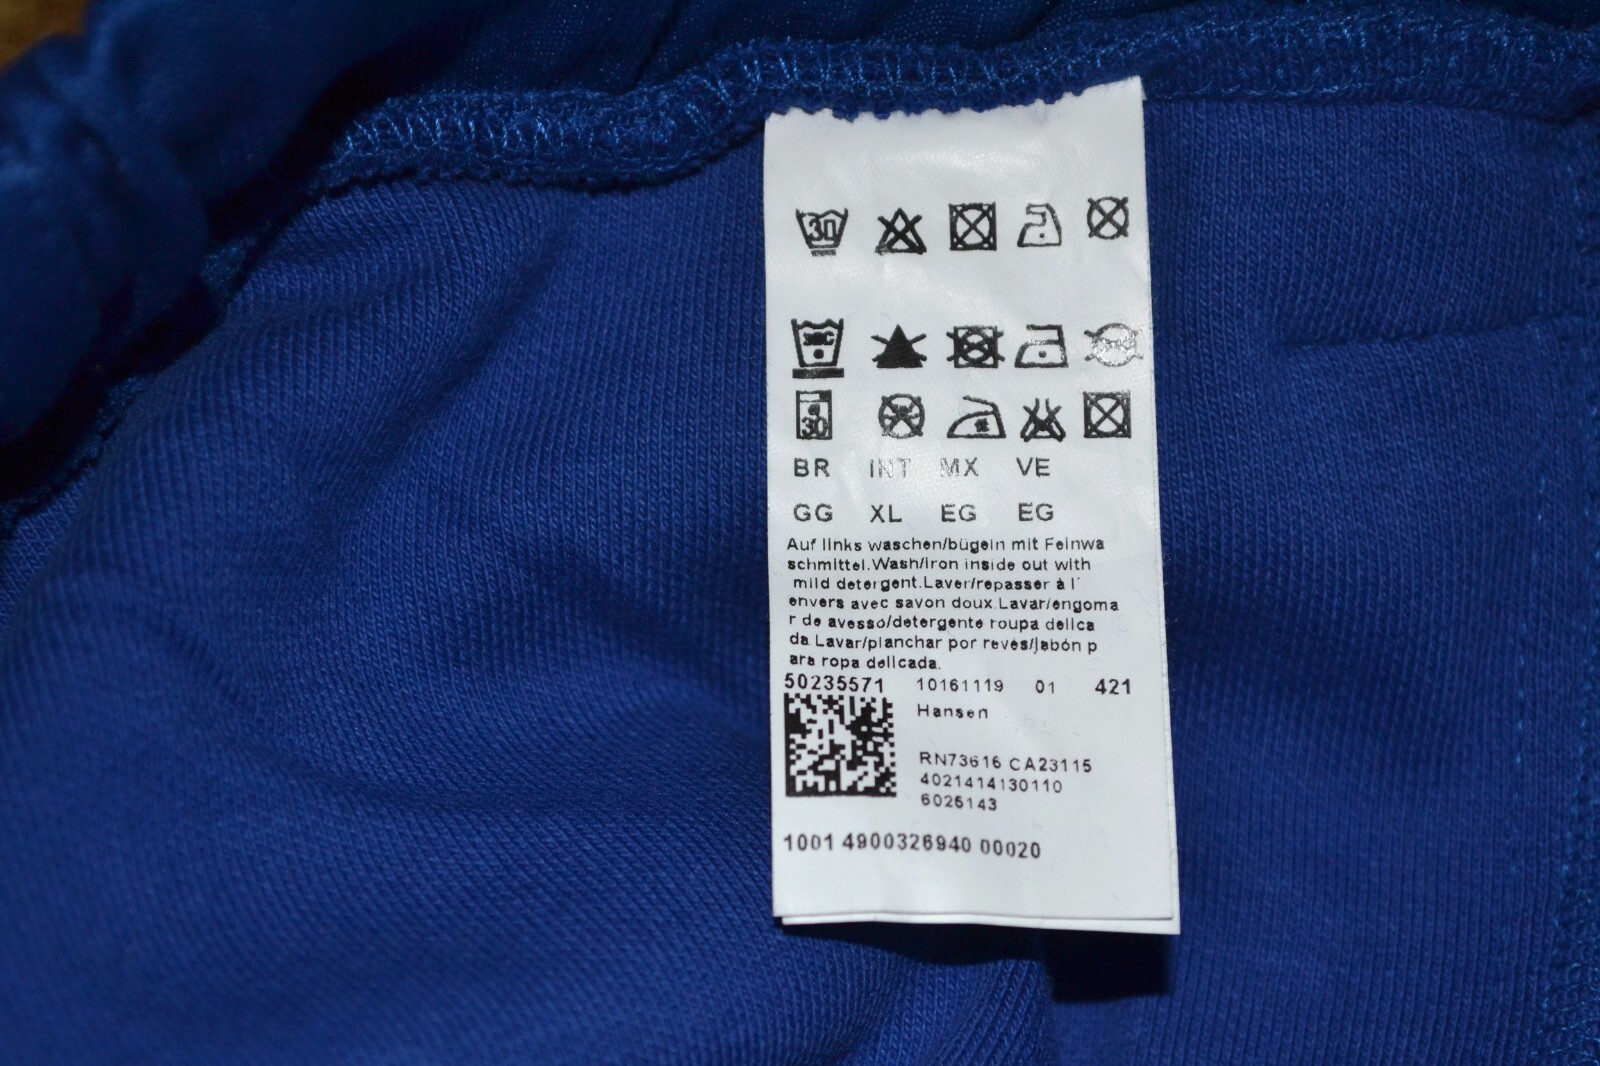 30
30C
30
BR INT MX VE
GG XL EG EG
Auf links waschen/bügeln mit Feinwa
schmittel.Wash/Iron inside out with
mild detergent.Laver/repasser à l'
envers avec savon doux.Lavar/engoma
r de avesso/detergente roupa delica
da.Lavar/planchar por revés/jabón p
ara ropa delicada.
50235571 10161119 01 421
Hansen
RN73616 CA23115
4021414130110
6025143
1001 4900326940 00020